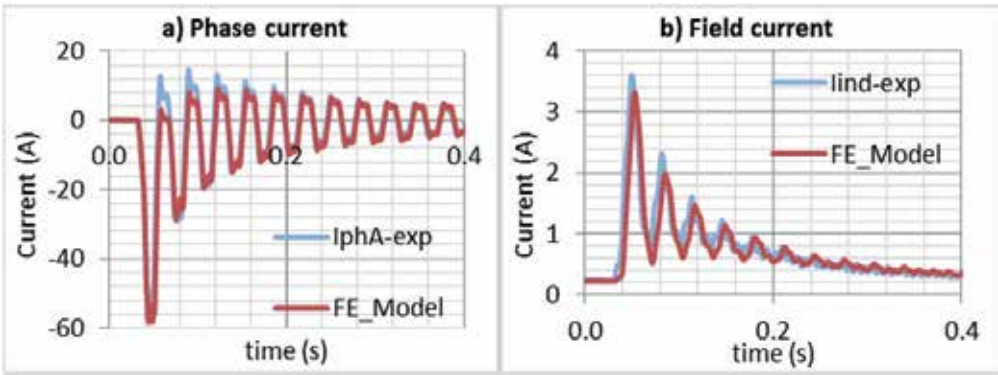 a) Phase current
20
0
-20
-40
-60
0.0
0.2
0.4
Current (A)
IphA-exp
FE_Model
time (s)
b) Field current
4
3
2
1
0
0.0
0.2
0.4
Current (A)
Iind-exp
FE_Model
time (s)